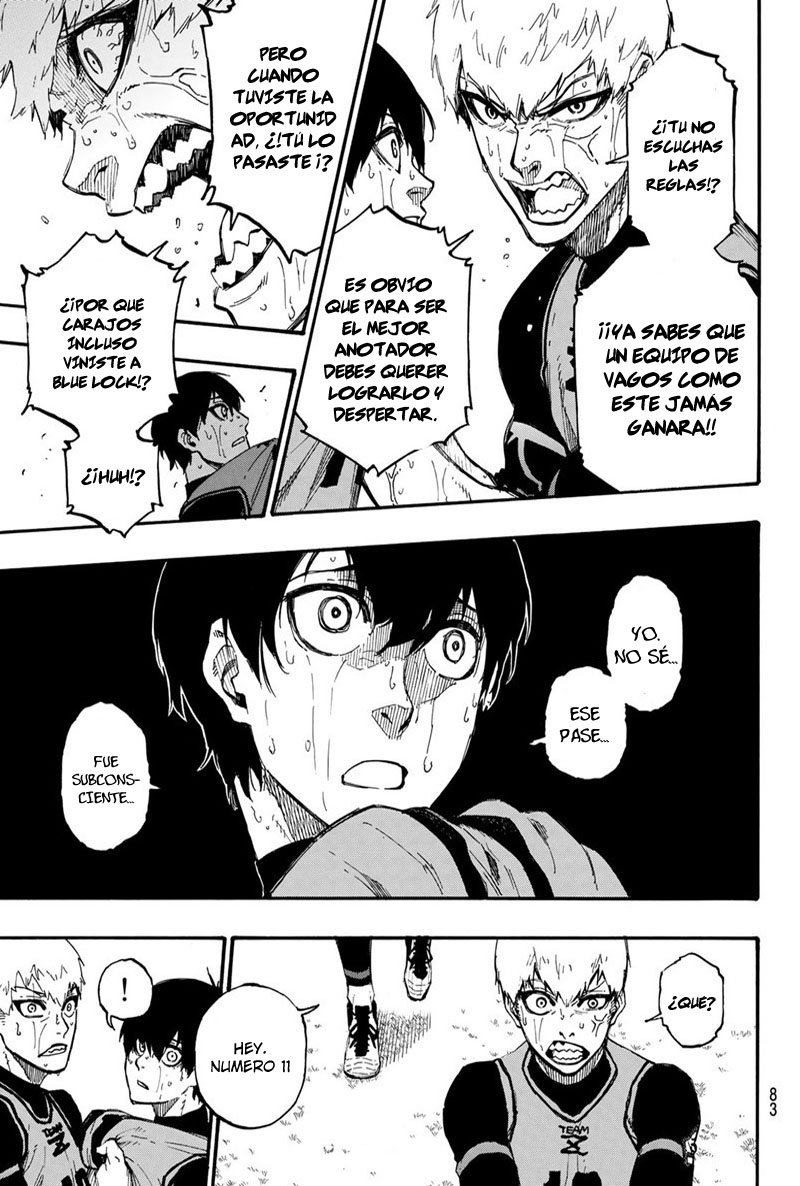 ¿¡TÚ NO
ESCUCHAS
LAS
REGLAS!?
¡¡YA SABES QUE
UN EQUIPO DE
VAGOS COMO
ESTE JAMÁS
GANARA!!
ES OBVIO
QUE PARA SER
EL MEJOR
ANOTADOR
DEBES QUERER
LOGRARLO Y
DESPERTAR.
PERO
CUANDO
TUVISTE LA
OPORTUNID
AD, ¿!TÚ LO
PASASTE ¡?
¿¡POR QUE
CARAJOS
INCLUSO
VINISTE A
BLUE LOCK!?
¿¡HUH!?
YO.
NO SÉ...
ESE
PASE...
FUE
SUBCONS-
CIENTE...
¿QUE?
TEAM
Z
HEY.
NUMERO 11
!
TEAM
Z
83